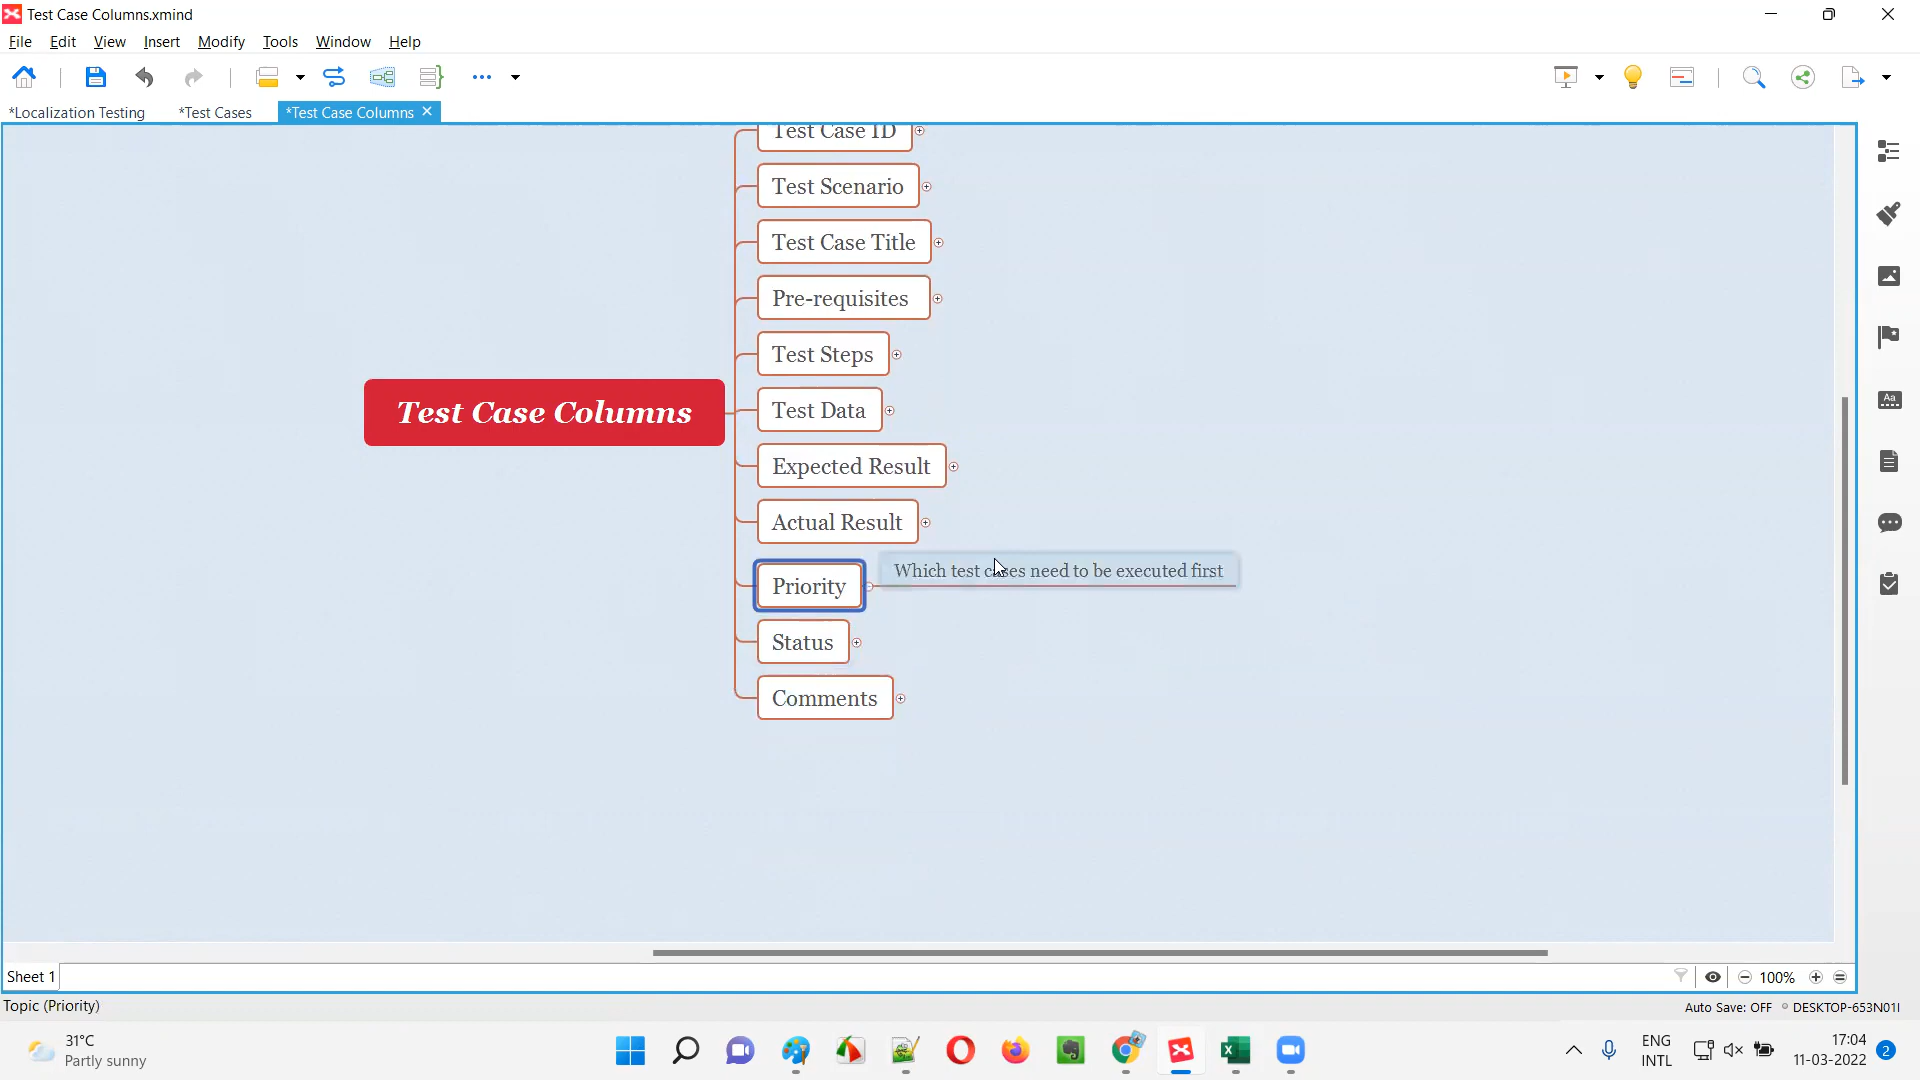 Test Case Columns.xmind
File Edit View Insert Modify Tools Window Help
*Localization Testing *Test Cases *Test Case Columns
Test Case ID
Test Scenario
Test Case Title
Pre-requisites
Test Steps
Test Data
Test Case Columns
Expected Result
Actual Result
Priority
Which test cases need to be executed first
Status
Comments
Aa
Sheet 1
100%
Topic (Priority)
Auto Save: OFF DESKTOP-653N01I
31°C
Partly sunny
ENG
INTL
17:04
11-03-2022
2